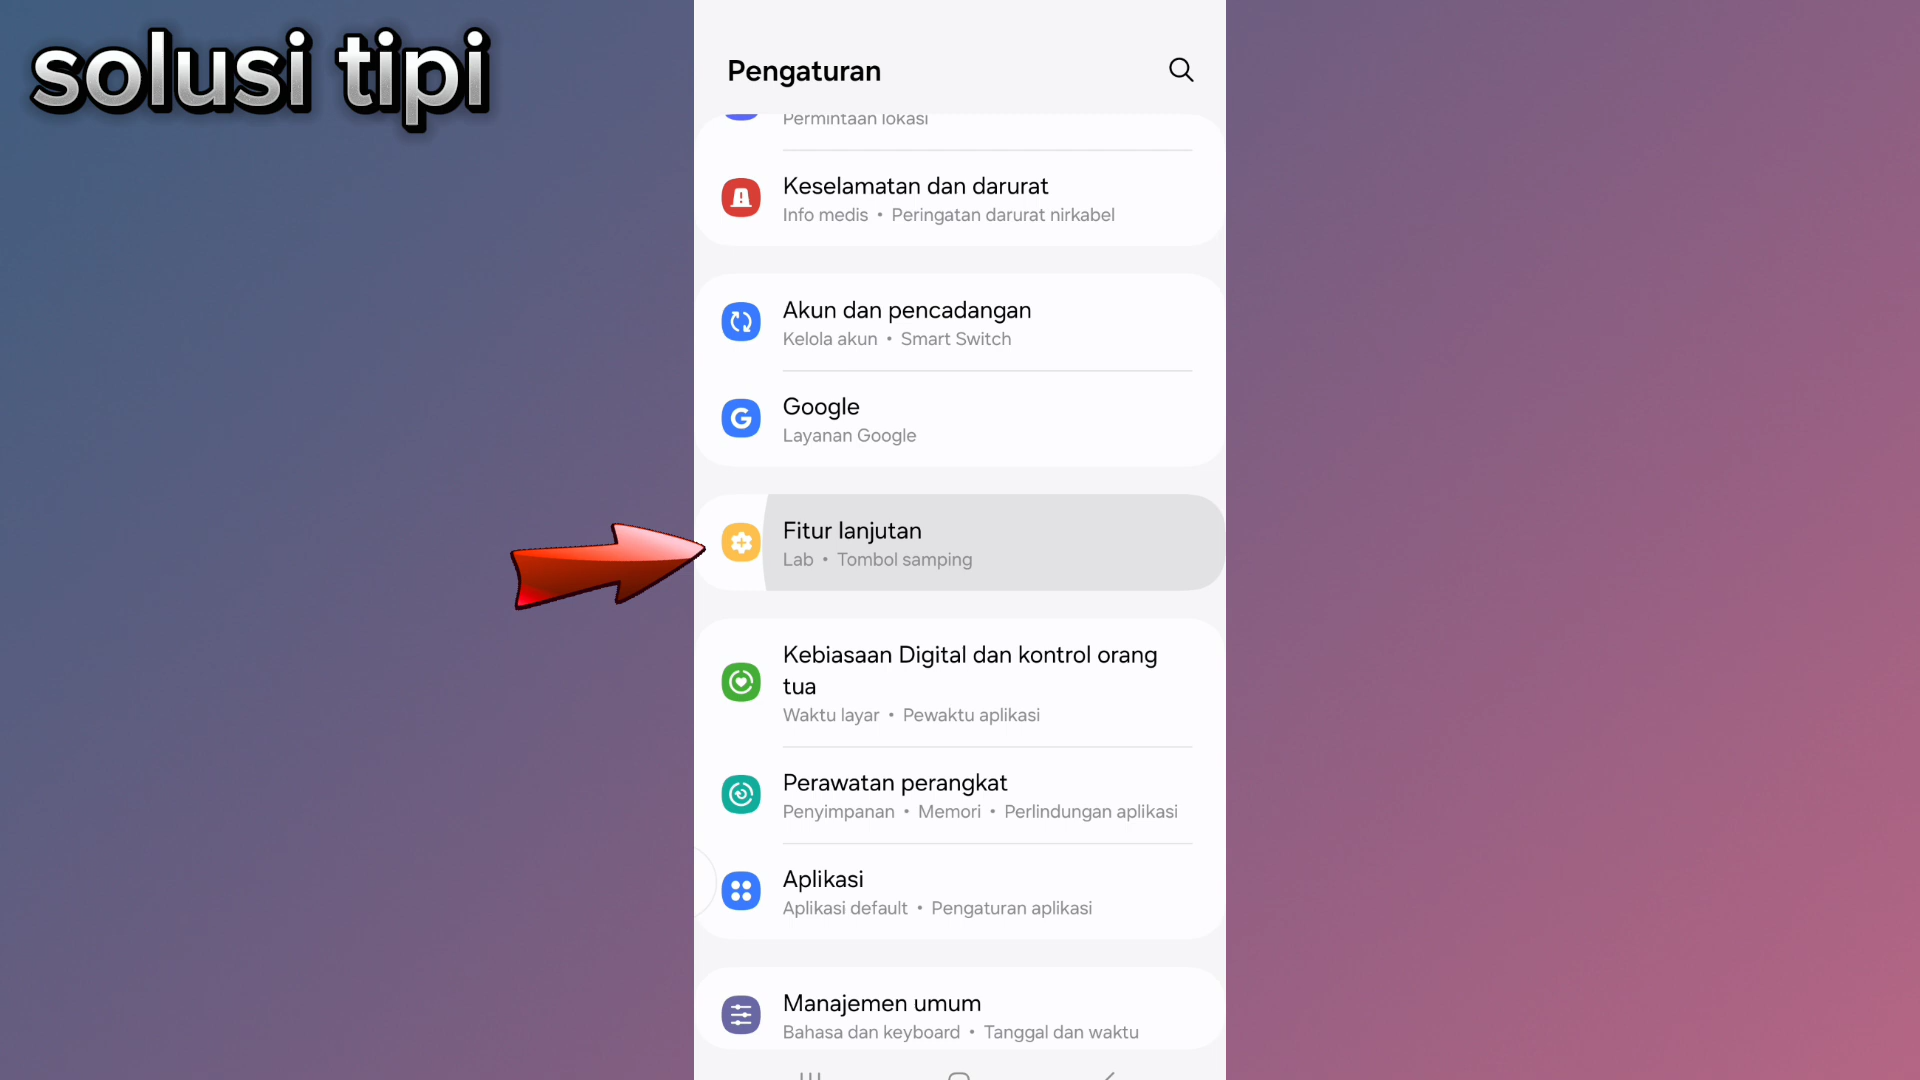 solusi tipi
Pengaturan
Permintaan lokasi
Keselamatan dan darurat
Info medis • Peringatan darurat nirkabel
Akun dan pencadangan
Kelola akun • Smart Switch
Google
Layanan Google
Fitur lanjutan
Lab • Tombol samping
Kebiasaan Digital dan kontrol orang
tua
Waktu layar • Pewaktu aplikasi
Perawatan perangkat
Penyimpanan • Memori • Perlindungan aplikasi
Aplikasi
Aplikasi default • Pengaturan aplikasi
Manajemen umum
Bahasa dan keyboard • Tanggal dan waktu